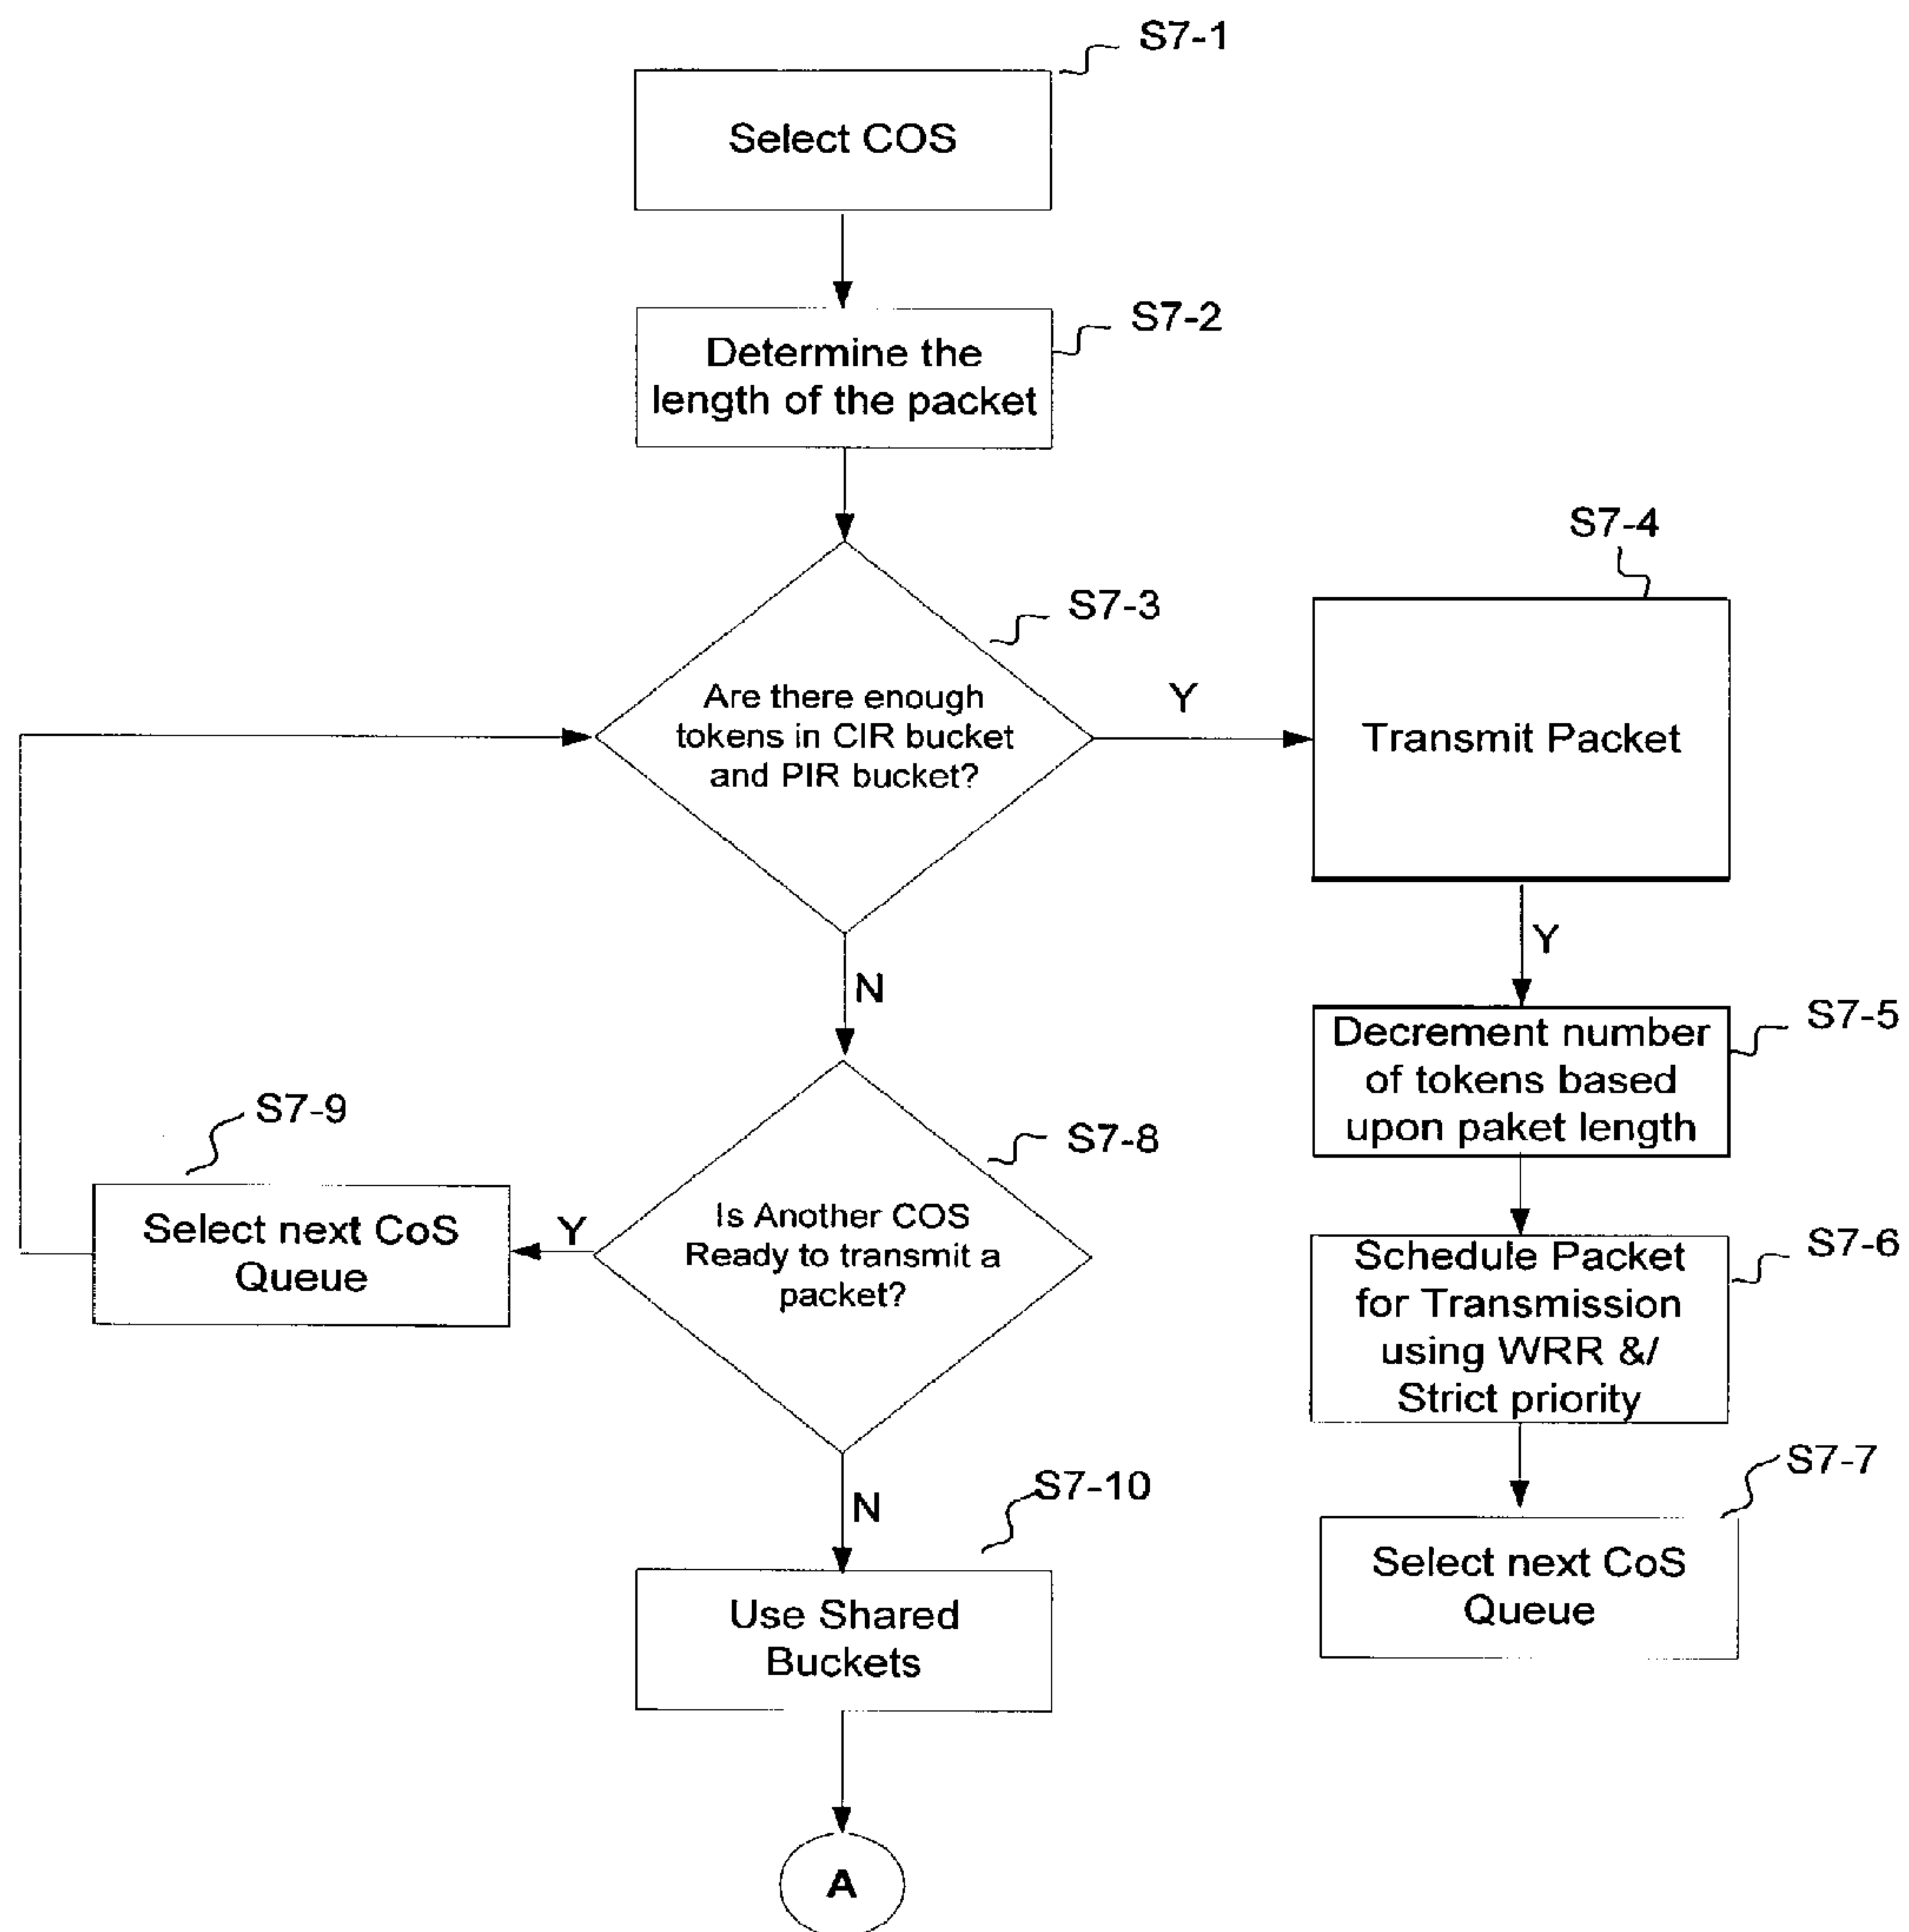 S7-1
Select COS
S7-2
Determine the
length of the packet
S7-3
Are there enough
tokens in CIR bucket
and PIR bucket?
Y
S7-4
Transmit Packet
Y
S7-5
Decrement number
of tokens based
upon paket length
S7-6
Schedule Packet
for Transmission
using WRR &/
Strict priority
S7-7
Select next CoS
Queue
N
S7-8
Is Another COS
Ready to transmit a
packet?
Y
S7-9
Select next CoS
Queue
N
S7-10
Use Shared
Buckets
A